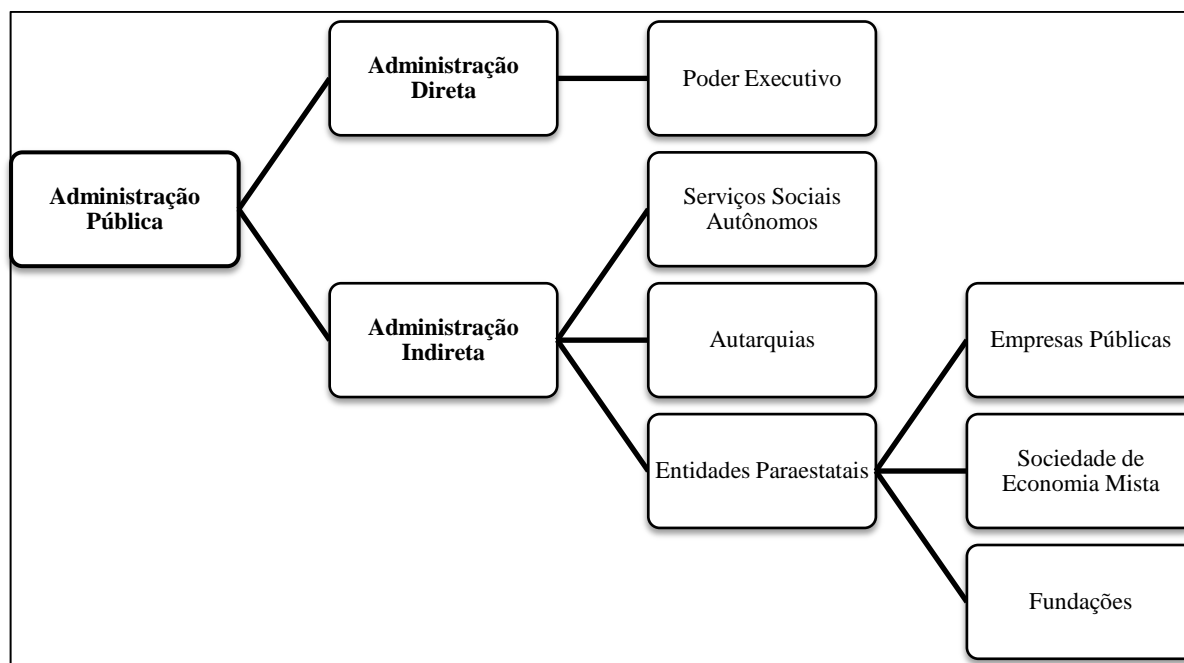 Administração
Pública
Administração
Direta
Poder Executivo
Administração
Indireta
Serviços Sociais
Autônomos
Autarquias
Entidades Paraestatais
Empresas Públicas
Sociedade de
Economia Mista
Fundações